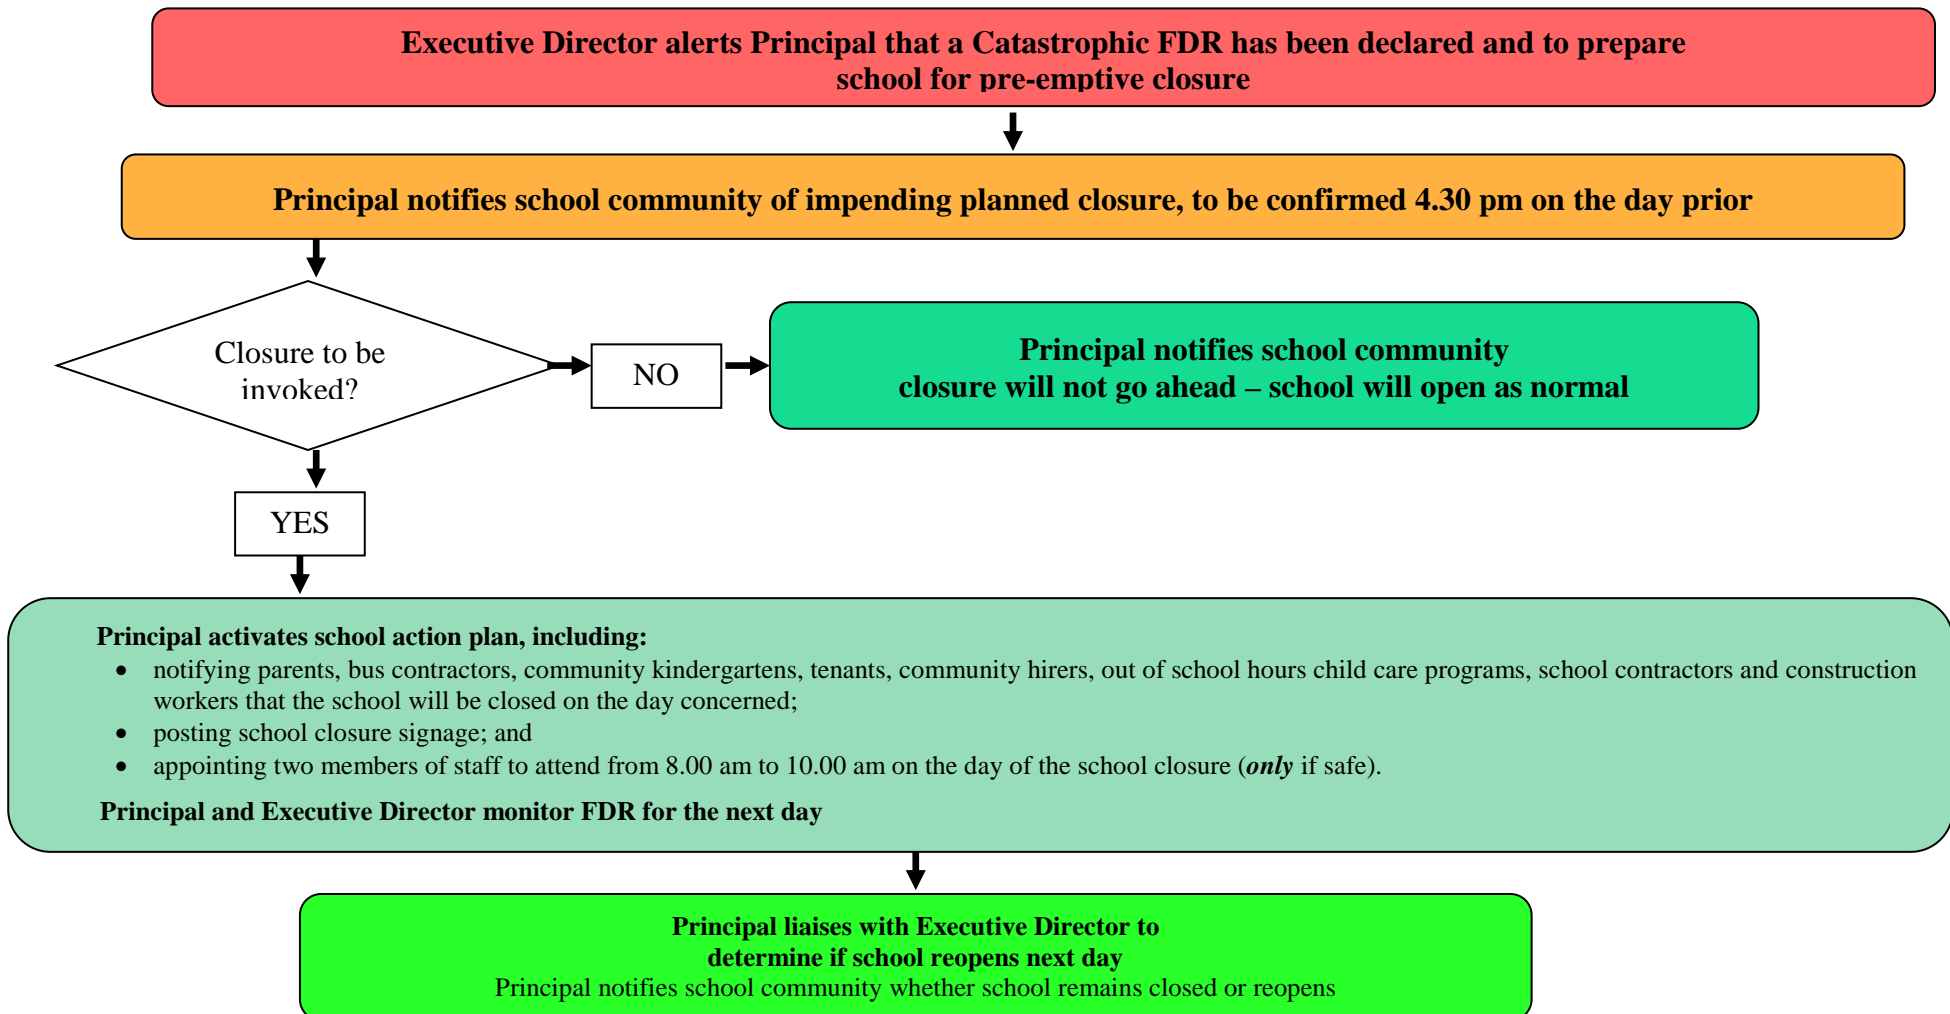 Executive Director alerts Principal that a Catastrophic FDR has been declared and to prepare
school for pre-emptive closure
Principal notifies school community of impending planned closure, to be confirmed 4.30 pm on the day prior
Closure to be
invoked?
NO
Principal notifies school community
closure will not go ahead – school will open as normal
YES
Principal activates school action plan, including:
• notifying parents, bus contractors, community kindergartens, tenants, community hirers, out of school hours child care programs, school contractors and construction
workers that the school will be closed on the day concerned;
• posting school closure signage; and
• appointing two members of staff to attend from 8.00 am to 10.00 am on the day of the school closure (only if safe).
Principal and Executive Director monitor FDR for the next day
Principal liaises with Executive Director to
determine if school reopens next day
Principal notifies school community whether school remains closed or reopens